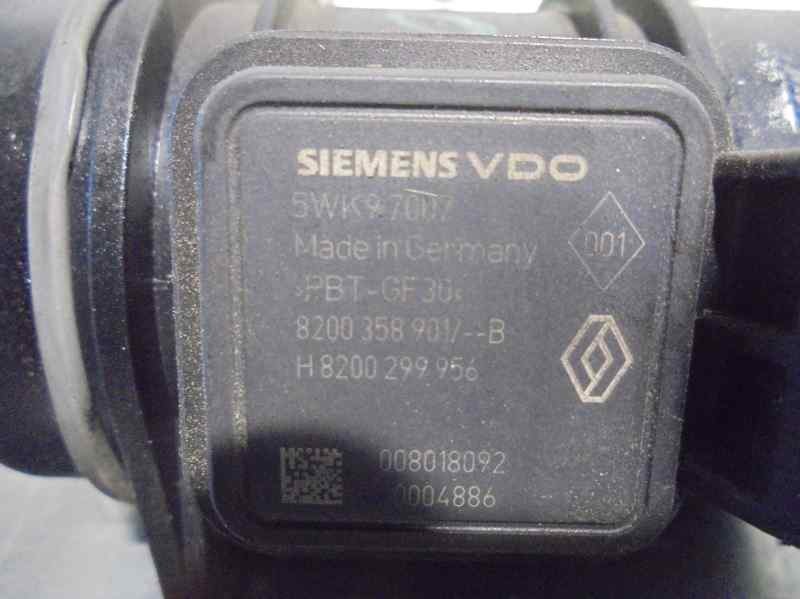 SIEMENS VDO
5WK9 7007
Made in Germany
001
>PBT-GF30<
8200 358 901/--B
H 8200 299 956
008018092
0004886